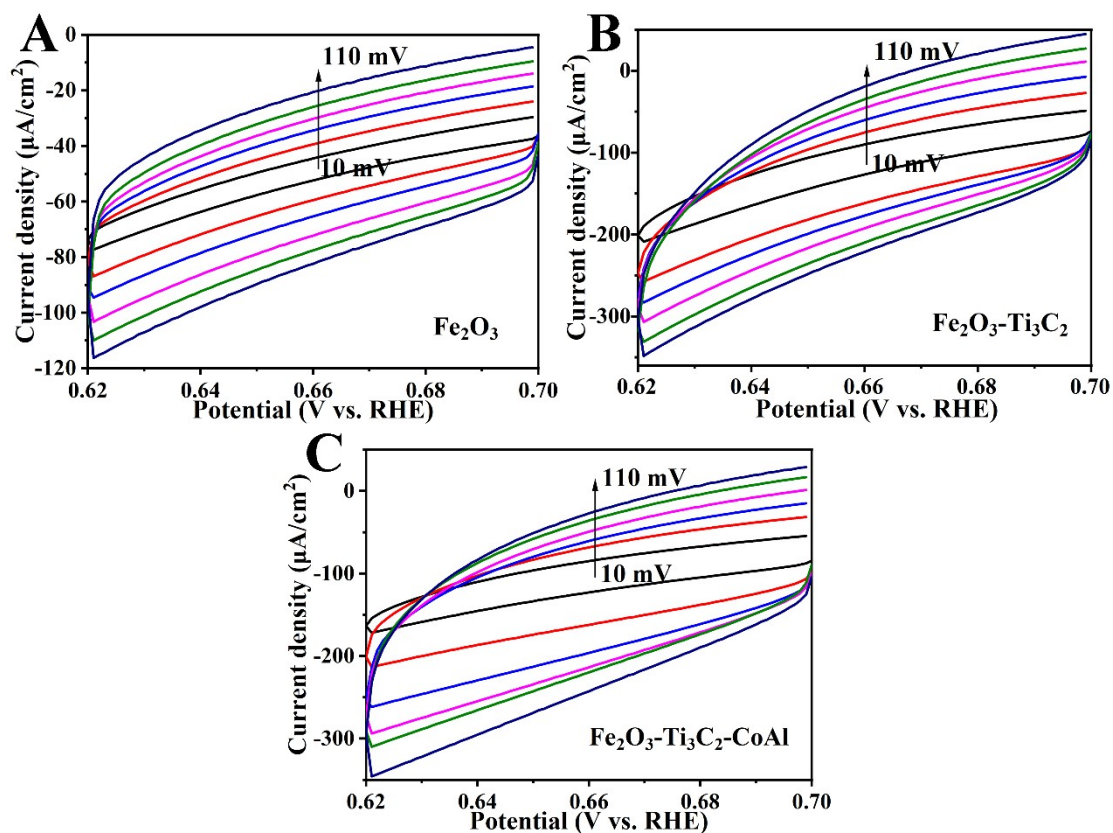 A
Current density (µA/cm²)
0
-20
-40
-60
-80
-100
-120
110 mV
10 mV
Fe₂O₃
0.62 0.64 0.66 0.68 0.70
Potential (V vs. RHE)
B
Current density (µA/cm²)
0
-100
-200
-300
110 mV
10 mV
Fe₂O₃-Ti₃C₂
0.62 0.64 0.66 0.68 0.70
Potential (V vs. RHE)
C
Current density (µA/cm²)
0
-100
-200
-300
110 mV
10 mV
Fe₂O₃-Ti₃C₂-CoAl
0.62 0.64 0.66 0.68 0.70
Potential (V vs. RHE)